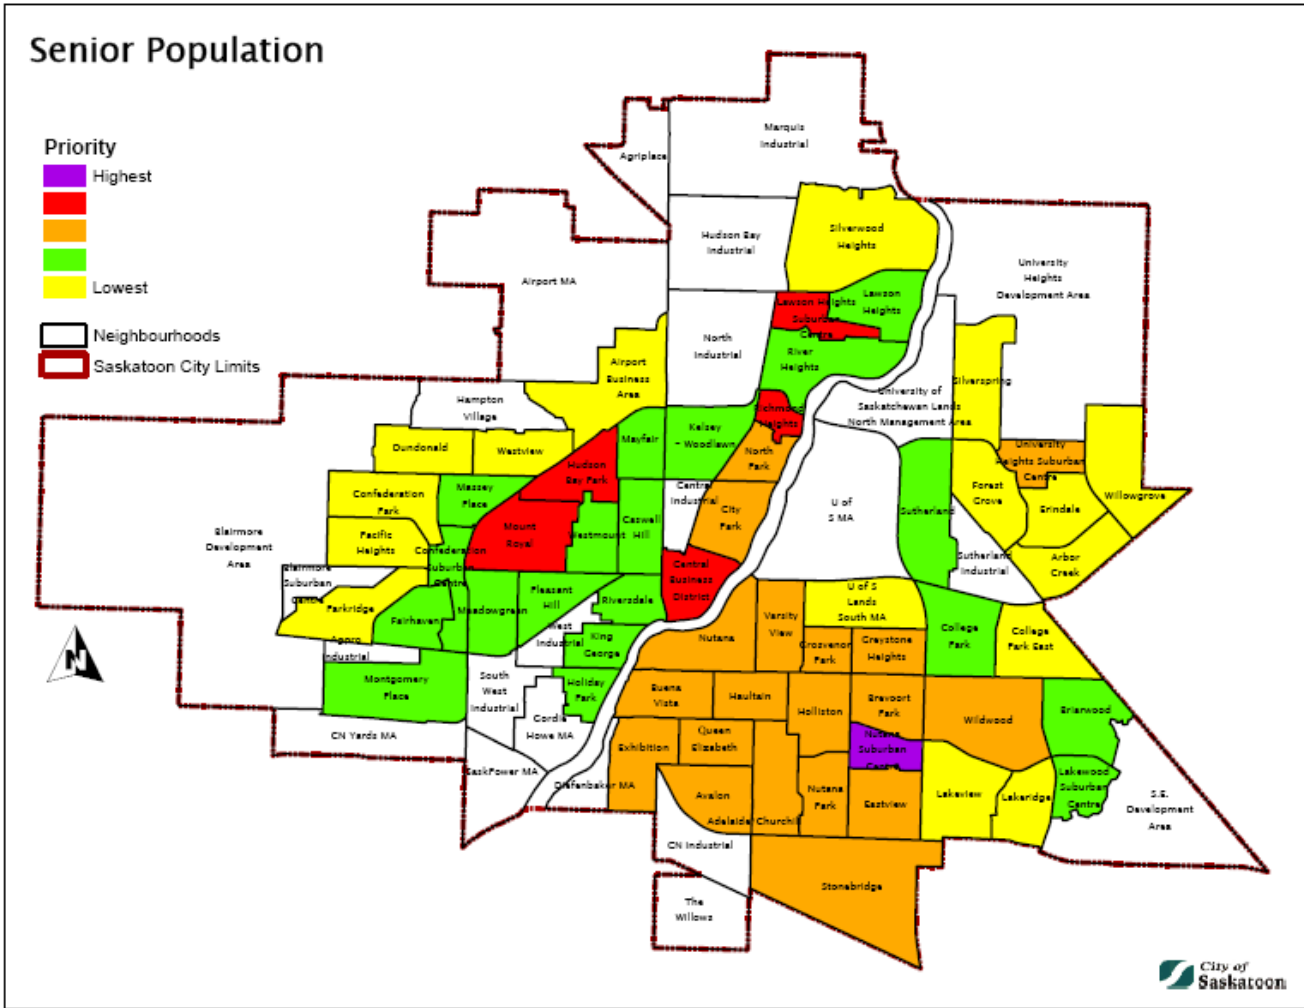 Senior Population
Priority
Highest
Lowest
Neighbourhoods
Saskatoon City Limits
N
Marquis
Industrial
Agriplace
Silverwood
Heights
Hudson Bay
Industrial
University
Heights
Development Area
Airport MA
Lawson
Heights
Lawson Heights
Suburban
Centre
North
Industrial
River
Heights
Airport
Business
Area
Silverspring
University of
Saskatchewan Lands
North Management Area
Hampton
Village
Richmond
Heights
Kelsey
- Woodlawn
Mayfair
Dundonald
Westview
North
Park
University
Heights Suburban
Centre
Hudson
Bay Park
Massey
Place
Confederation
Park
Central
Industrial
Forest
Grove
Willowgrove
U of
S MA
Sutherland
Erindale
City
Park
Caswell
Hill
Westmount
Mount
Royal
Pacific
Heights
Blairmore
Development
Area
Confederation
Suburban
Centre
Sutherland
Industrial
Arbor
Creek
Blairmore
Suburban
Centre
Central
Business
District
Pleasant
Hill
Riversdale
U of S
Lands
South MA
Parkridge
Fairhaven
Meadowgreen
West
Industrial
King
George
Nutana
Varsity
View
Grosvenor
Park
Greystone
Heights
College
Park
College
Park East
Agpro
Industrial
Montgomery
Place
South
West
Industrial
Holiday
Park
Buena
Vista
Haultain
Holliston
Brevoort
Park
Wildwood
Briarwood
Gordie
Howe MA
CN Yards MA
Exhibition
Queen
Elizabeth
Nutana
Suburban
Centre
SaskPower MA
Diefenbaker MA
Avalon
Adelaide/Churchill
Nutana
Park
Eastview
Lakeview
Lakeridge
Lakewood
Suburban
Centre
S.E.
Development
Area
CN Industrial
Stonebridge
The
Willows
City of
Saskatoon